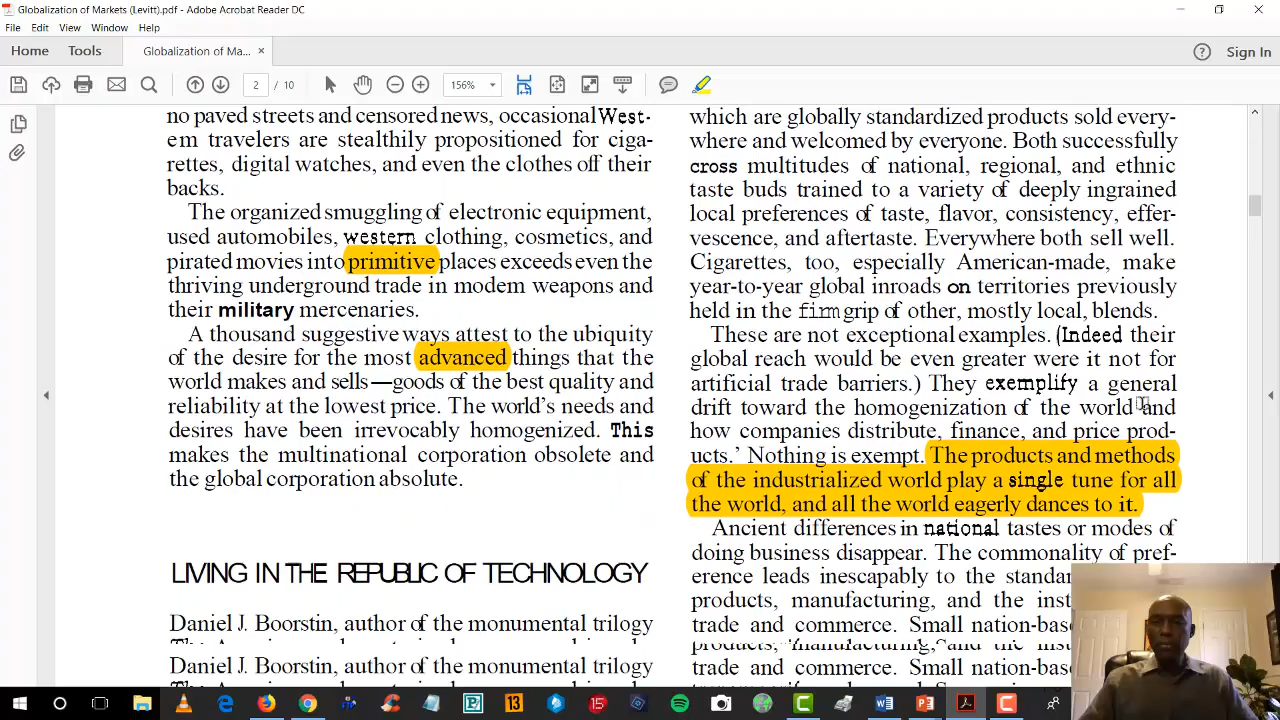 Globalization of Markets (Levitt).pdf - Adobe Acrobat Reader DC
File Edit View Window Help
Home Tools Globalization of Ma... × Sign In
2 / 10 156%
no paved streets and censored news, occasional West-
em travelers are stealthily propositioned for ciga-
rettes, digital watches, and even the clothes off their
backs.
The organized smuggling of electronic equipment,
used automobiles, western clothing, cosmetics, and
pirated movies into primitive places exceeds even the
thriving underground trade in modem weapons and
their military mercenaries.
A thousand suggestive ways attest to the ubiquity
of the desire for the most advanced things that the
world makes and sells—goods of the best quality and
reliability at the lowest price. The world's needs and
desires have been irrevocably homogenized. This
makes the multinational corporation obsolete and
the global corporation absolute.
LIVING IN THE REPUBLIC OF TECHNOLOGY
Daniel J. Boorstin, author of the monumental trilogy
Daniel J. Boorstin, author of the monumental trilogy
which are globally standardized products sold every-
where and welcomed by everyone. Both successfully
cross multitudes of national, regional, and ethnic
taste buds trained to a variety of deeply ingrained
local preferences of taste, flavor, consistency, effer-
vescence, and aftertaste. Everywhere both sell well.
Cigarettes, too, especially American-made, make
year-to-year global inroads on territories previously
held in the firm grip of other, mostly local, blends.
These are not exceptional examples. (Indeed their
global reach would be even greater were it not for
artificial trade barriers.) They exemplify a general
drift toward the homogenization of the world and
how companies distribute, finance, and price prod-
ucts.' Nothing is exempt. The products and methods
of the industrialized world play a single tune for all
the world, and all the world eagerly dances to it.
Ancient differences in national tastes or modes of
doing business disappear. The commonality of pref-
erence leads inescapably to the
products, manufacturing, and the
trade and commerce. Small
products, manufacturing, and the
trade and commerce. Small
13
15